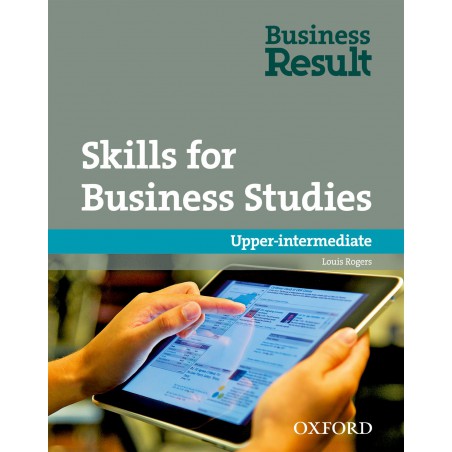 Business
Result
Skills for
Business Studies
Upper-intermediate
Louis Rogers
OXFORD